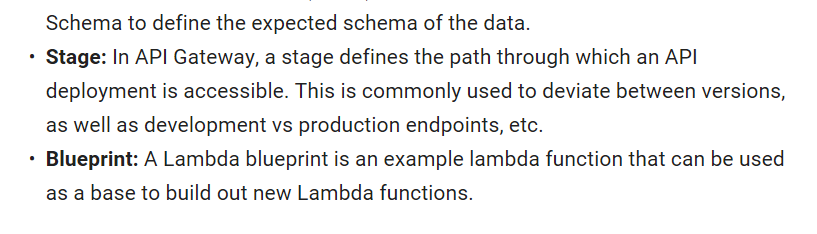 Schema to define the expected schema of the data.
• Stage: In API Gateway, a stage defines the path through which an API
deployment is accessible. This is commonly used to deviate between versions,
as well as development vs production endpoints, etc.
• Blueprint: A Lambda blueprint is an example lambda function that can be used
as a base to build out new Lambda functions.